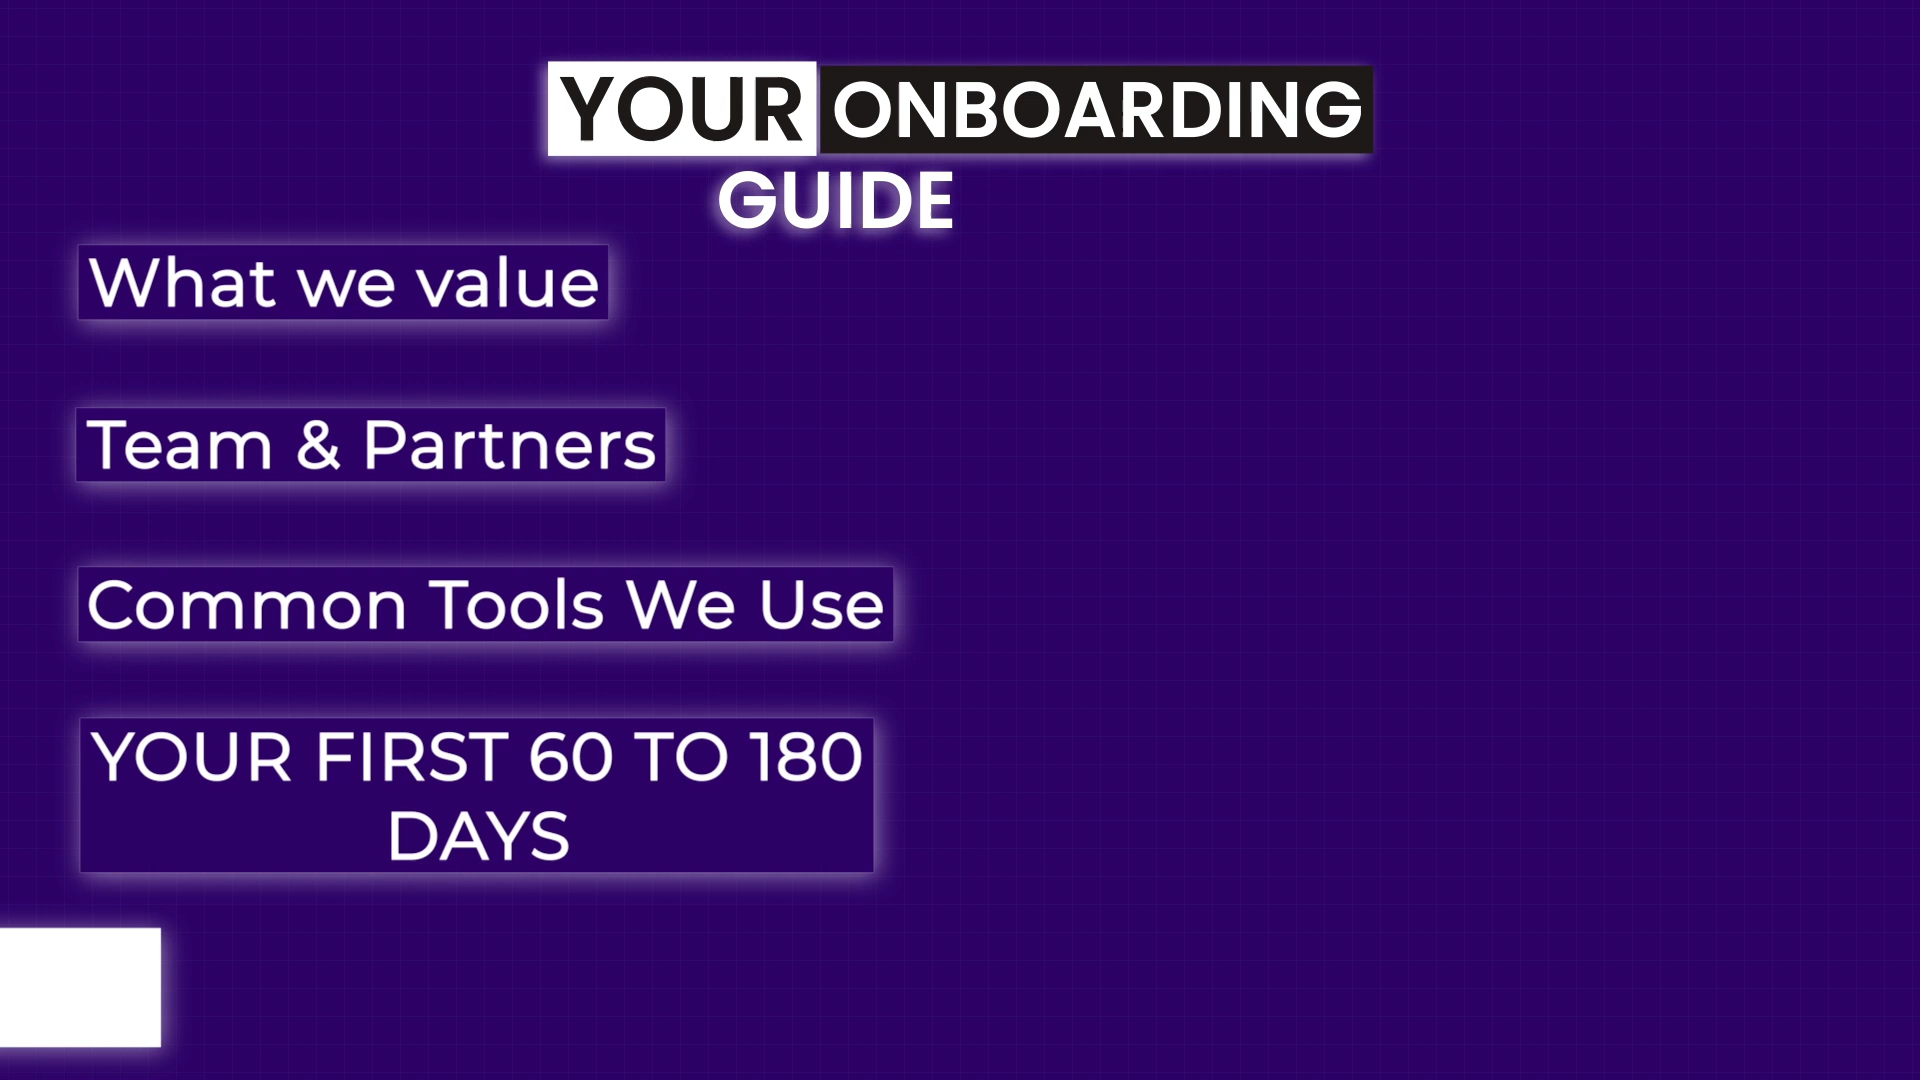 YOUR ONBOARDING
GUIDE
What we value
Team & Partners
Common Tools We Use
YOUR FIRST 60 TO 180
DAYS